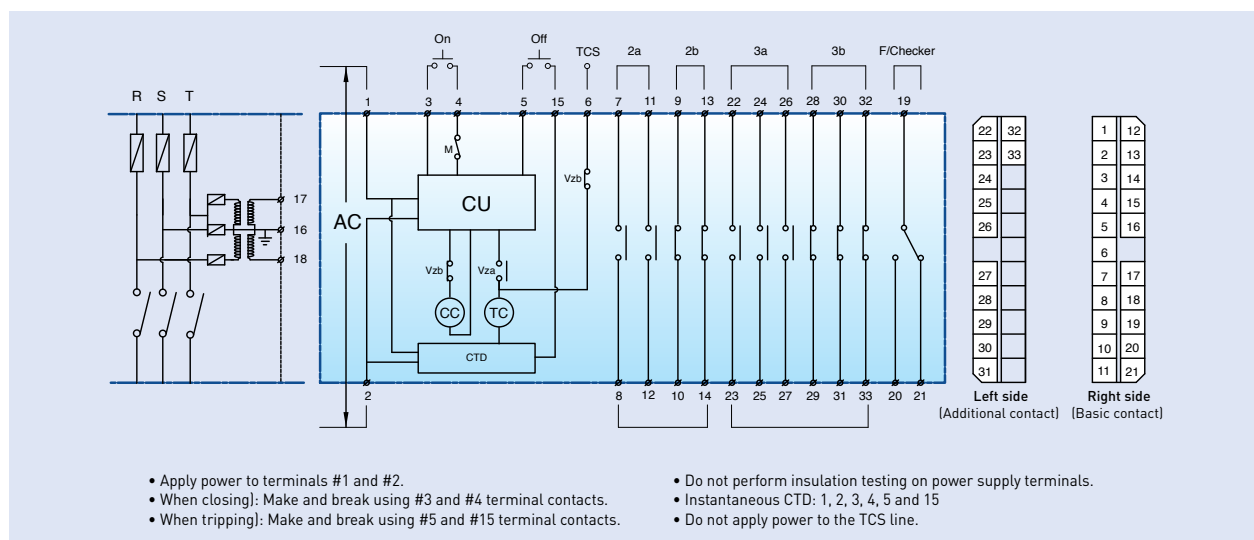 On Off TCS 2a 2b 3a 3b F/Checker
R S T
1 3 4 5 15 6 7 11 9 13 22 24 26 28 30 32 19
M
Vzb
CU
AC
17
16
18
Vzb Vza
CC TC
CTD
2 8 12 10 14 23 25 27 29 31 33 20 21
22 32
23 33
24
25
26
27
28
29
30
31
Left side
(Additional contact)
1 12
2 13
3 14
4 15
5 16
6
7 17
8 18
9 19
10 20
11 21
Right side
(Basic contact)
• Apply power to terminals #1 and #2.
• When closing): Make and break using #3 and #4 terminal contacts.
• When tripping): Make and break using #5 and #15 terminal contacts.
• Do not perform insulation testing on power supply terminals.
• Instantaneous CTD: 1, 2, 3, 4, 5 and 15
• Do not apply power to the TCS line.